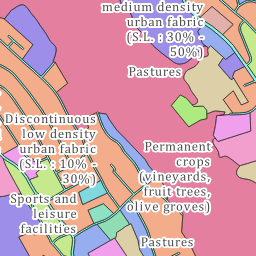 medium density
urban fabric
(S.L. : 30% -
50%)
Pastures
Discontinuous
low density
urban fabric
(S.L. : 10% -
30%)
Permanent
crops
(vineyards,
fruit trees,
olive groves)
Sports and
leisure
facilities
Pastures